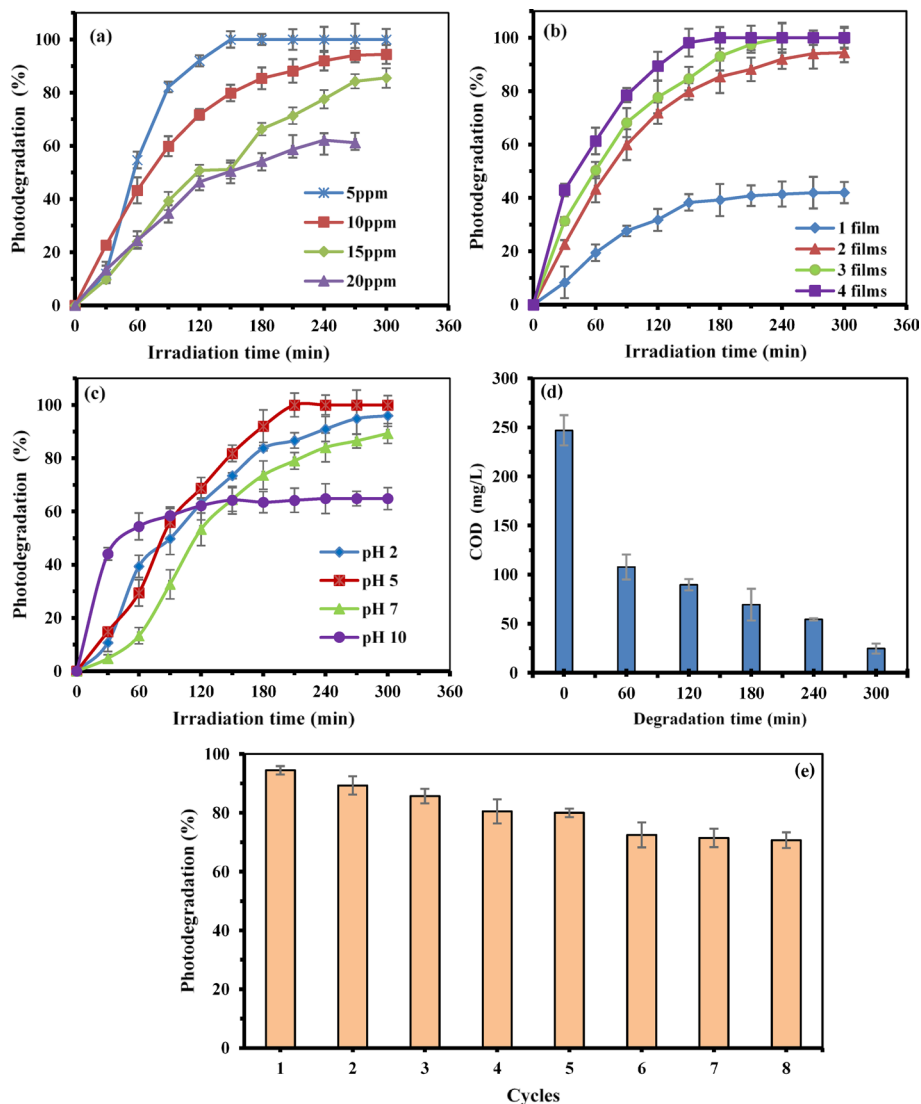 (a)
Photodegradation (%)
100
80
60
40
20
0
5ppm
10ppm
15ppm
20ppm
0 60 120 180 240 300 360
Irradiation time (min)
(b)
Photodegradation (%)
100
80
60
40
20
0
1 film
2 films
3 films
4 films
0 60 120 180 240 300 360
Irradiation time (min)
(c)
Photodegradation (%)
100
80
60
40
20
0
pH 2
pH 5
pH 7
pH 10
0 60 120 180 240 300 360
Irradiation time (min)
(d)
COD (mg/L)
300
250
200
150
100
50
0
0 60 120 180 240 300
Degradation time (min)
(e)
Photodegradation (%)
100
80
60
40
20
0
1 2 3 4 5 6 7 8
Cycles